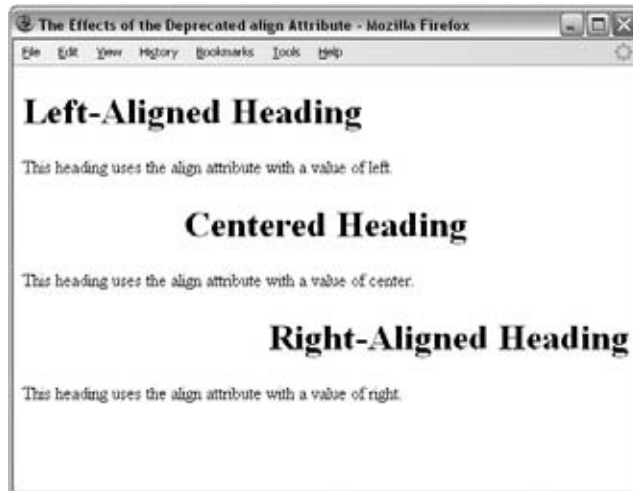 The Effects of the Deprecated align Attribute - Mozilla Firefox
File Edit View History Bookmarks Tools Help
Left-Aligned Heading
This heading uses the align attribute with a value of left.
Centered Heading
This heading uses the align attribute with a value of center.
Right-Aligned Heading
This heading uses the align attribute with a value of right.